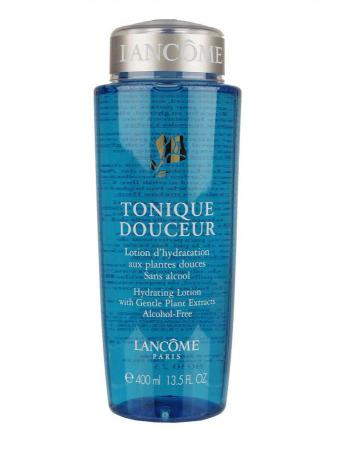 LANCÔME
TONIQUE
DOUCEUR
Lotion d'hydratation
aux plantes douces
Sans alcool
Hydrating Lotion
with Gentle Plant Extracts
Alcohol-Free
LANCÔME
PARIS
℮ 400 ml 13.5 FL. OZ